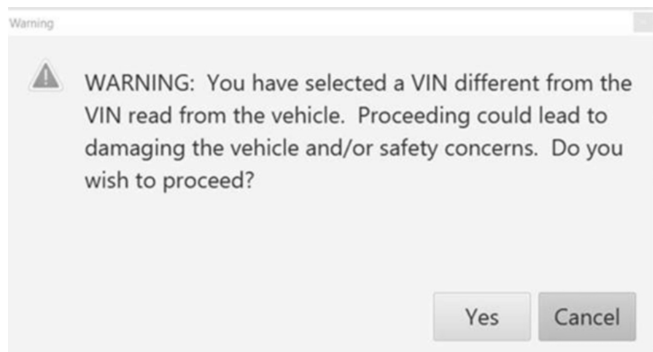 Warning
WARNING:  You have selected a VIN different from the
VIN read from the vehicle.  Proceeding could lead to
damaging the vehicle and/or safety concerns.  Do you
wish to proceed?
Yes
Cancel